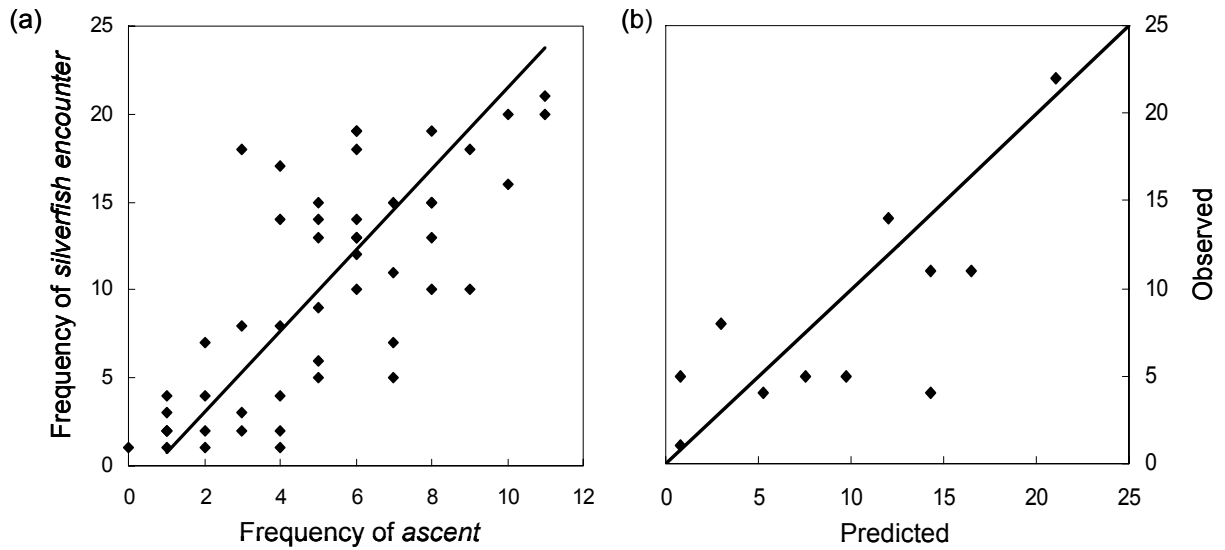 (a)
25
20
15
10
5
0
Frequency of silverfish encounter
0 2 4 6 8 10 12
Frequency of ascent
(b)
25
20
15
10
5
0
Observed
0 5 10 15 20 25
Predicted